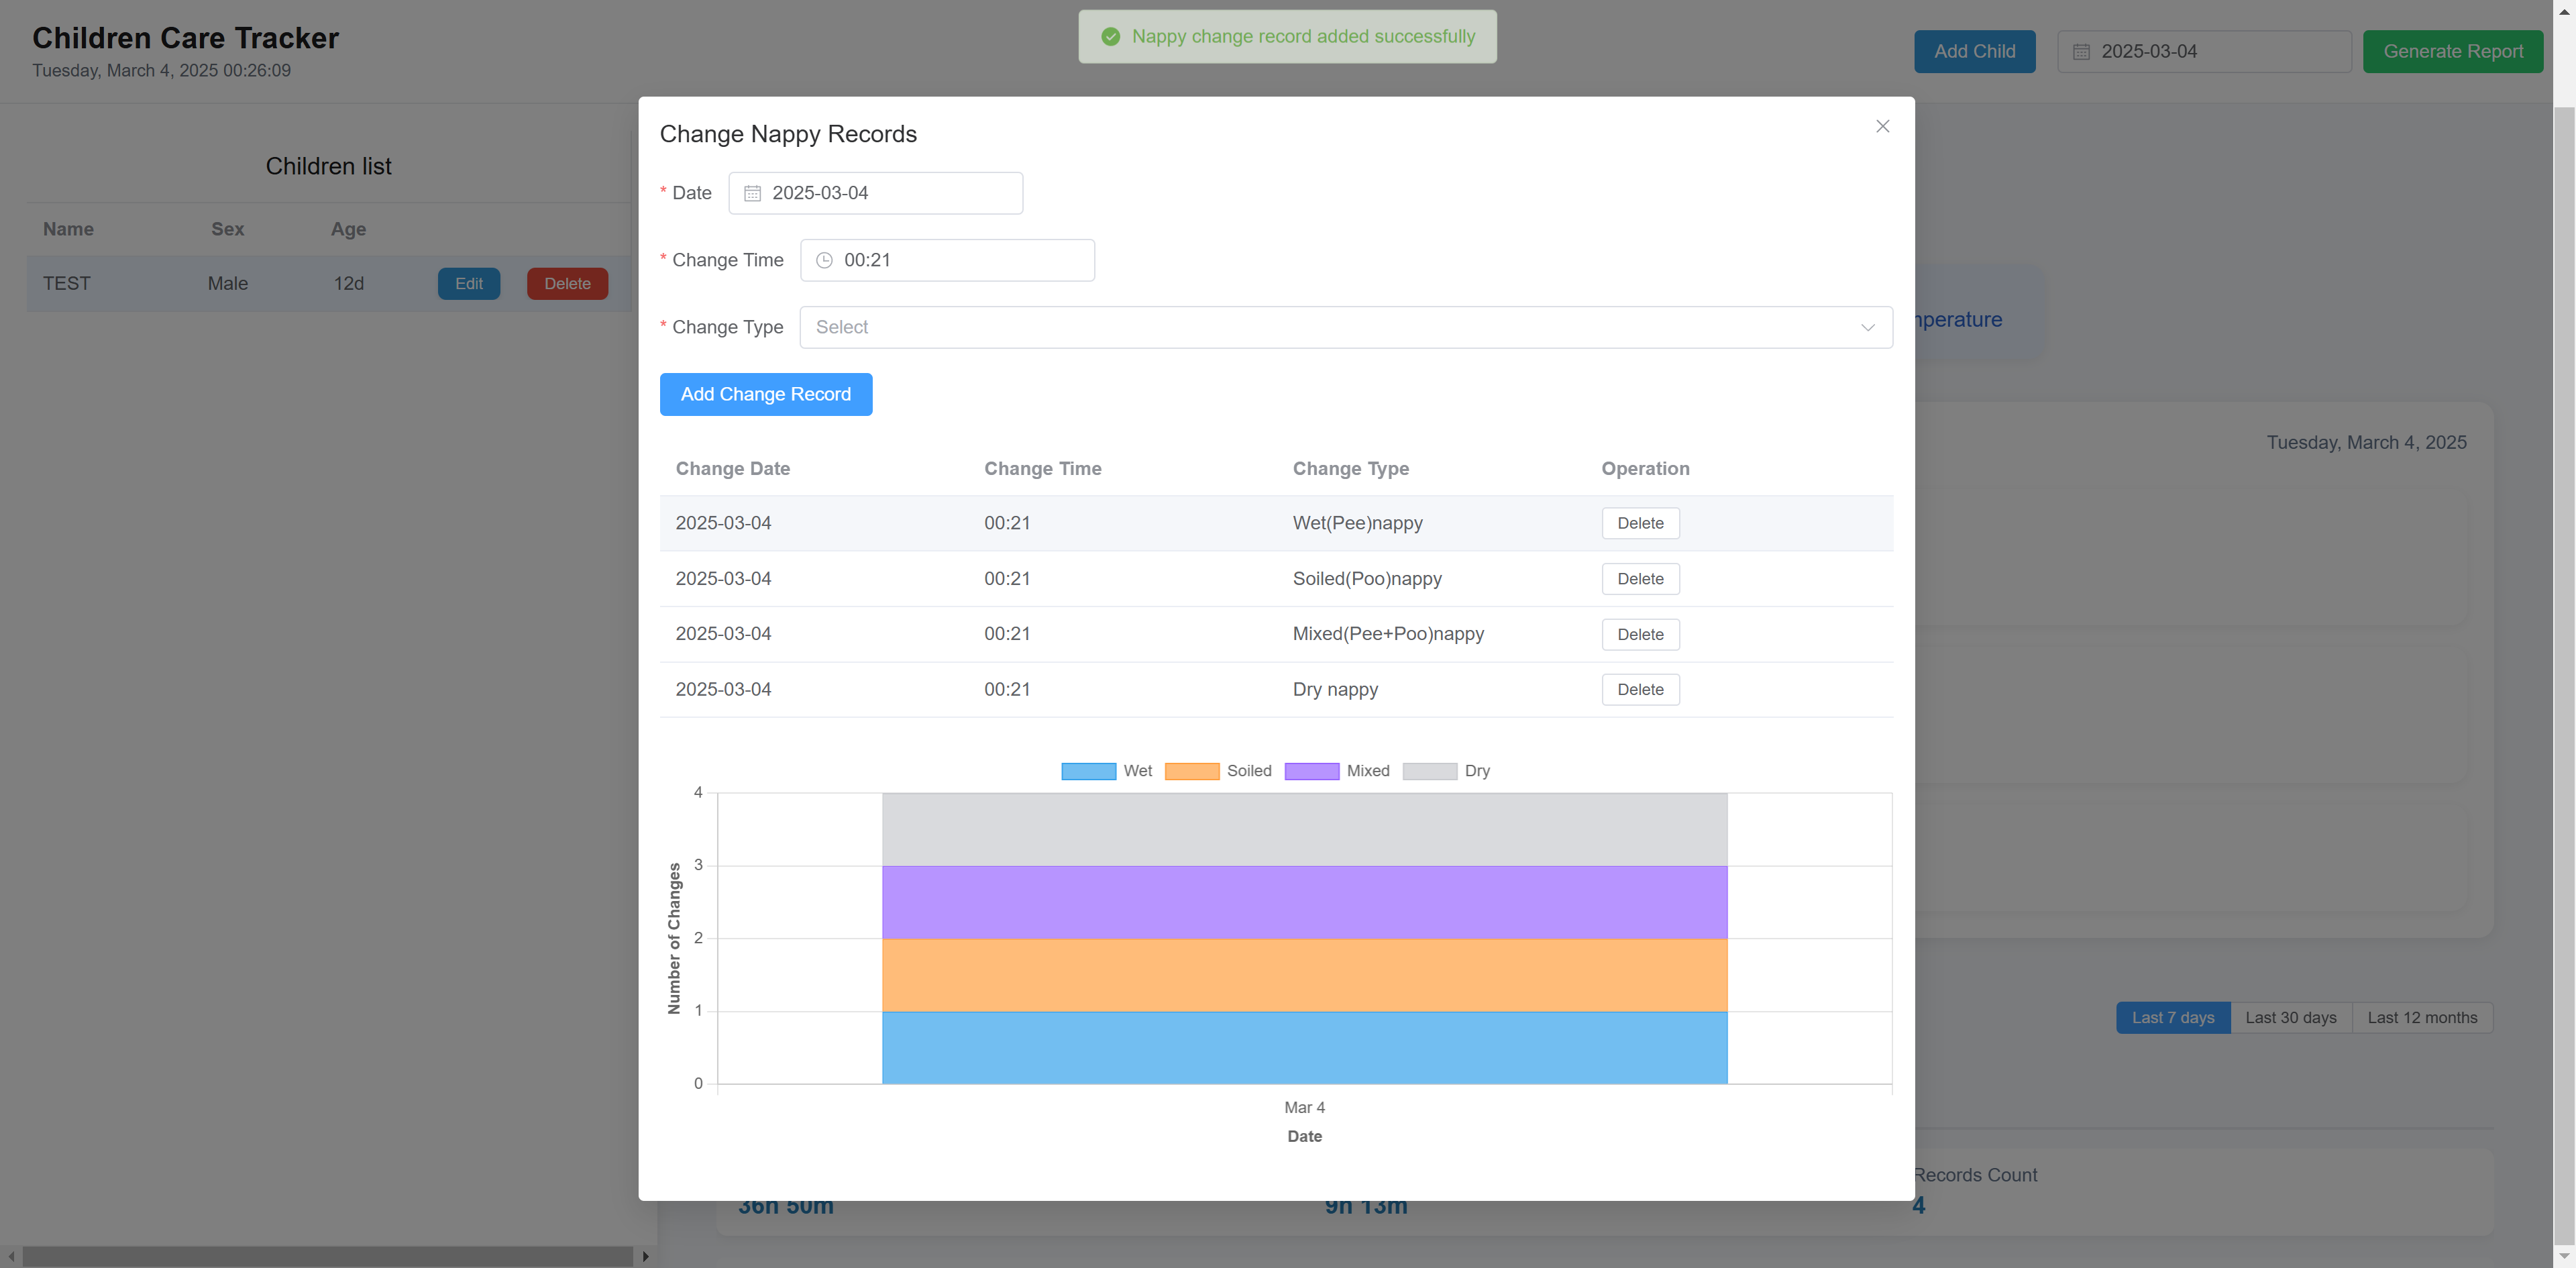 Children Care Tracker
Tuesday, March 4, 2025 00:26:09
Nappy change record added successfully
Add Child
2025-03-04
Generate Report
Children list
Name Sex Age
TEST Male 12d Edit Delete
Change Nappy Records
* Date 2025-03-04
* Change Time 00:21
* Change Type Select
Add Change Record
Change Date Change Time Change Type Operation
2025-03-04 00:21 Wet(Pee)nappy Delete
2025-03-04 00:21 Soiled(Poo)nappy Delete
2025-03-04 00:21 Mixed(Pee+Poo)nappy Delete
2025-03-04 00:21 Dry nappy Delete
Wet Soiled Mixed Dry
4
3
2
1
0
Number of Changes
Mar 4
Date
Tuesday, March 4, 2025
Last 7 days Last 30 days Last 12 months
Records Count
36h 50m 9h 13m 4